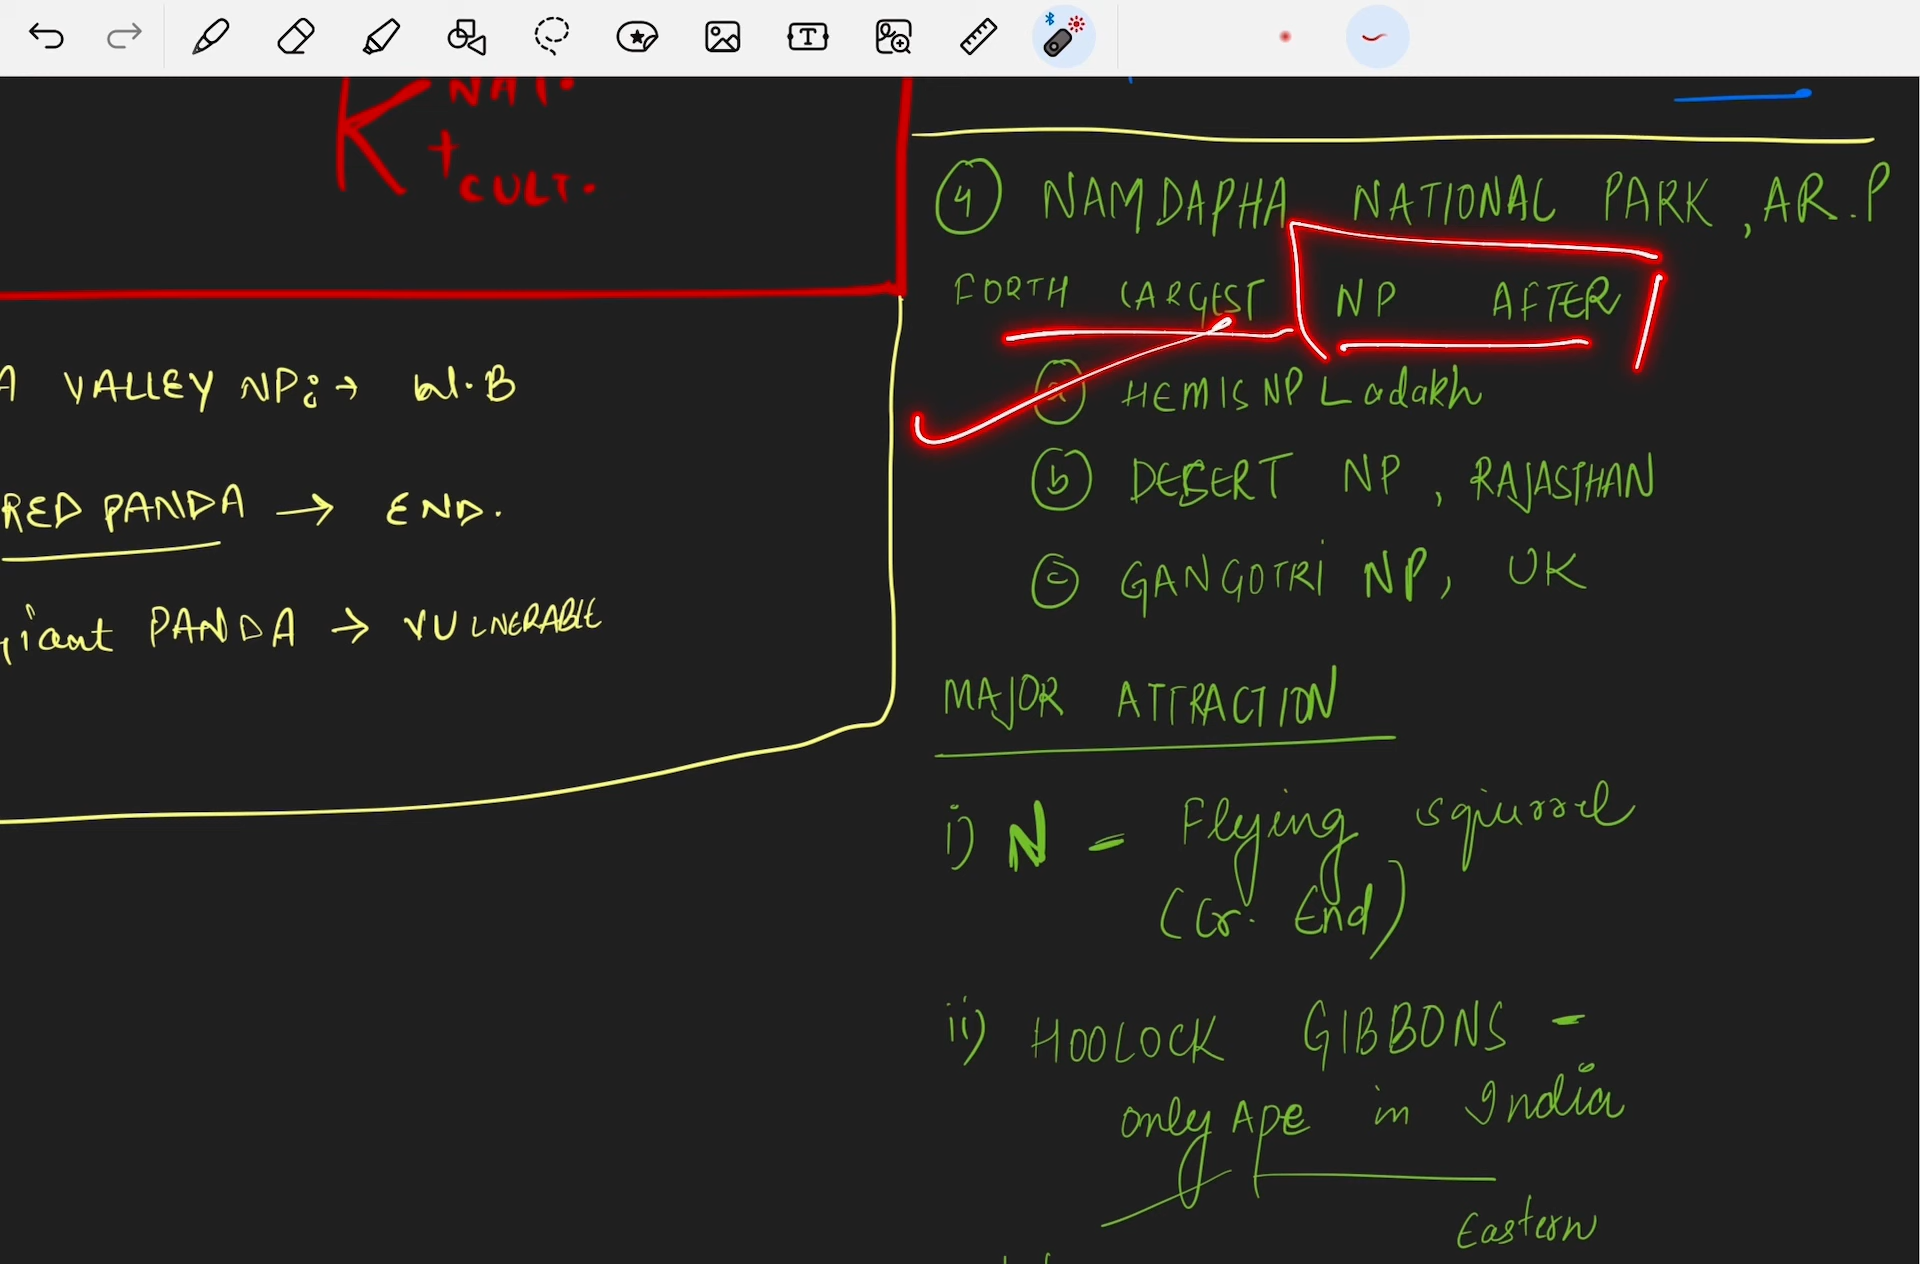 K NAT.
+ CULT.
A VALLEY NP:→ W.B
RED PANDA → END.
giant PANDA → VULNERABLE
4 NAMDAPHA NATIONAL PARK, AR.P
FORTH LARGEST NP AFTER
a HEMIS NP Ladakh
b DESERT NP, RAJASTHAN
c GANGOTRI NP, UK
MAJOR ATTRACTION
i) N - Flying squirrel
(Cr. End)
ii) HOOLOCK GIBBONS -
only Ape in India
Eastern